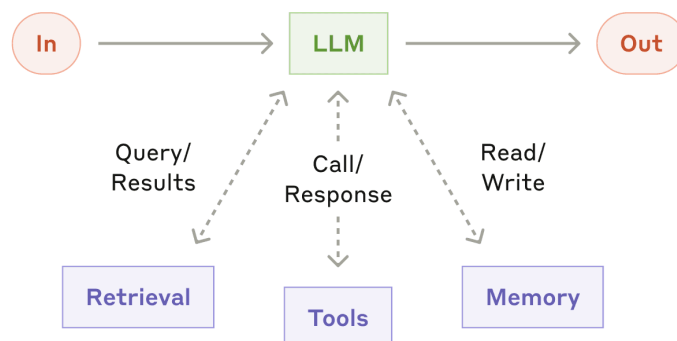 In
LLM
Out
Query/
Results
Call/
Response
Read/
Write
Retrieval
Tools
Memory